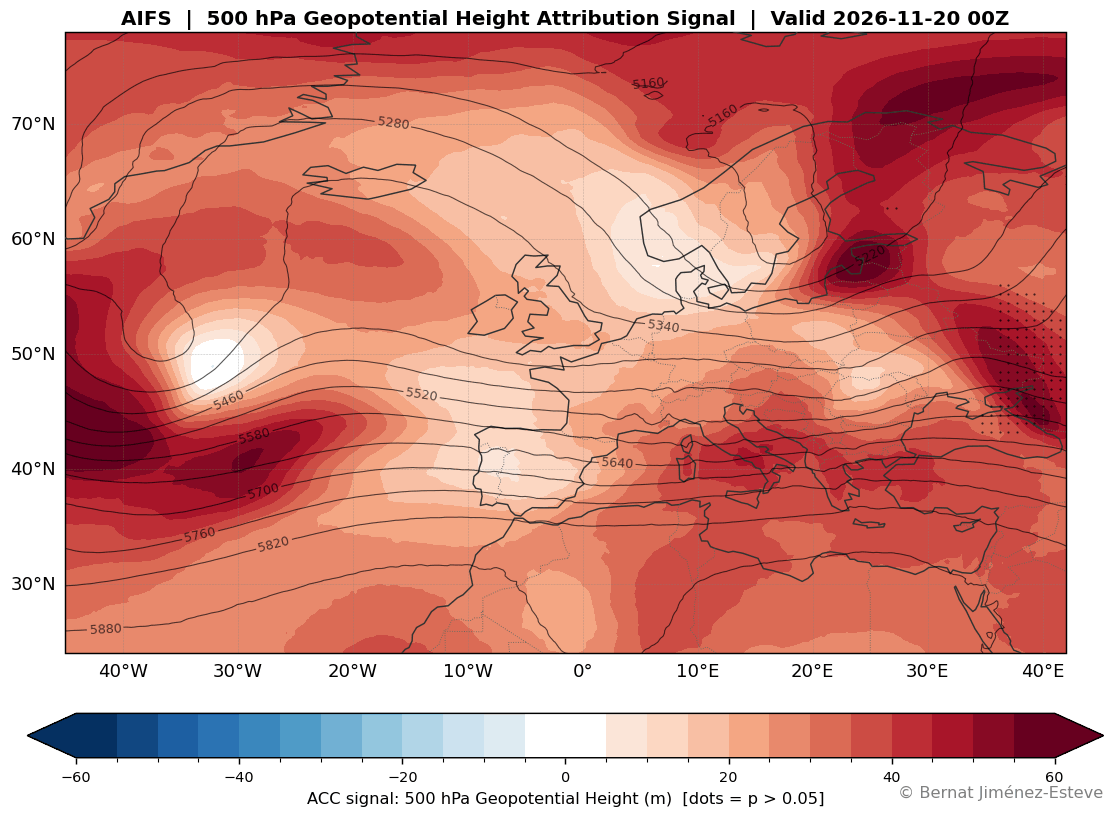 AIFS | 500 hPa Geopotential Height Attribution Signal | Valid 2026-11-20 00Z
70°N
60°N
50°N
40°N
30°N
5160
5160
5280
5220
5340
5460
5520
5580
5640
5700
5760
5820
5880
40°W 30°W 20°W 10°W 0° 10°E 20°E 30°E 40°E
−60 −40 −20 0 20 40 60
ACC signal: 500 hPa Geopotential Height (m) [dots = p > 0.05]
© Bernat Jiménez-Esteve